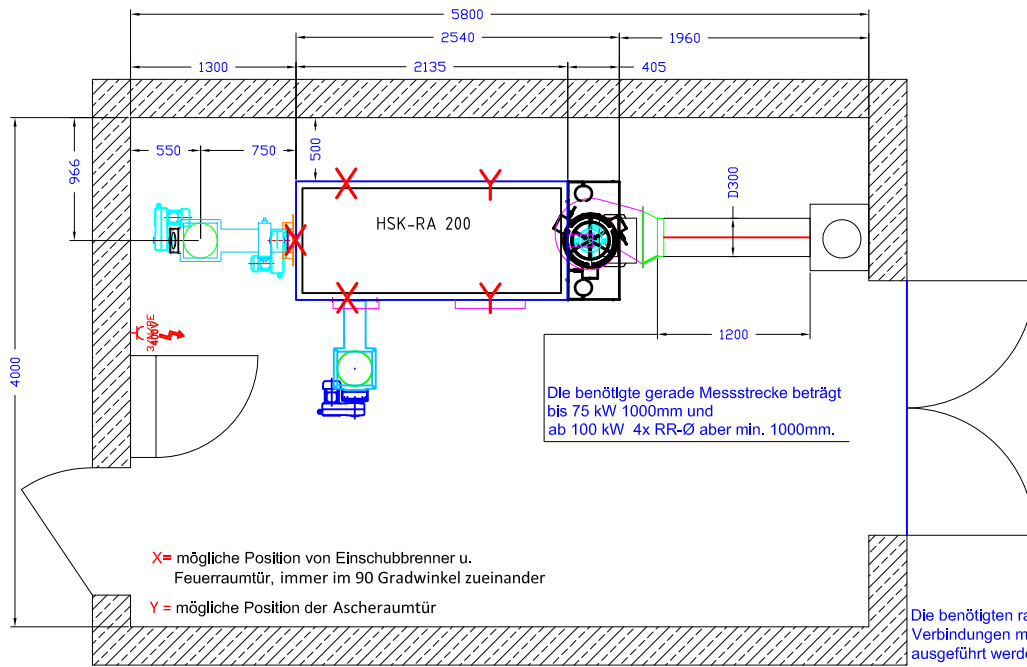 5800
2540
1960
1300
2135
405
550
750
500
966
D300
HSK-RA 200
400V
1200
4000
Die benötigte gerade Messstrecke beträgt
bis 75 kW 1000mm und
ab 100 kW 4x RR-Ø aber min. 1000mm.
X= mögliche Position von Einschubbrenner u.
Feuerraumtür, immer im 90 Gradwinkel zueinander
Y = mögliche Position der Ascheraumtür
Die benötigten
Verbindungen
ausgeführt